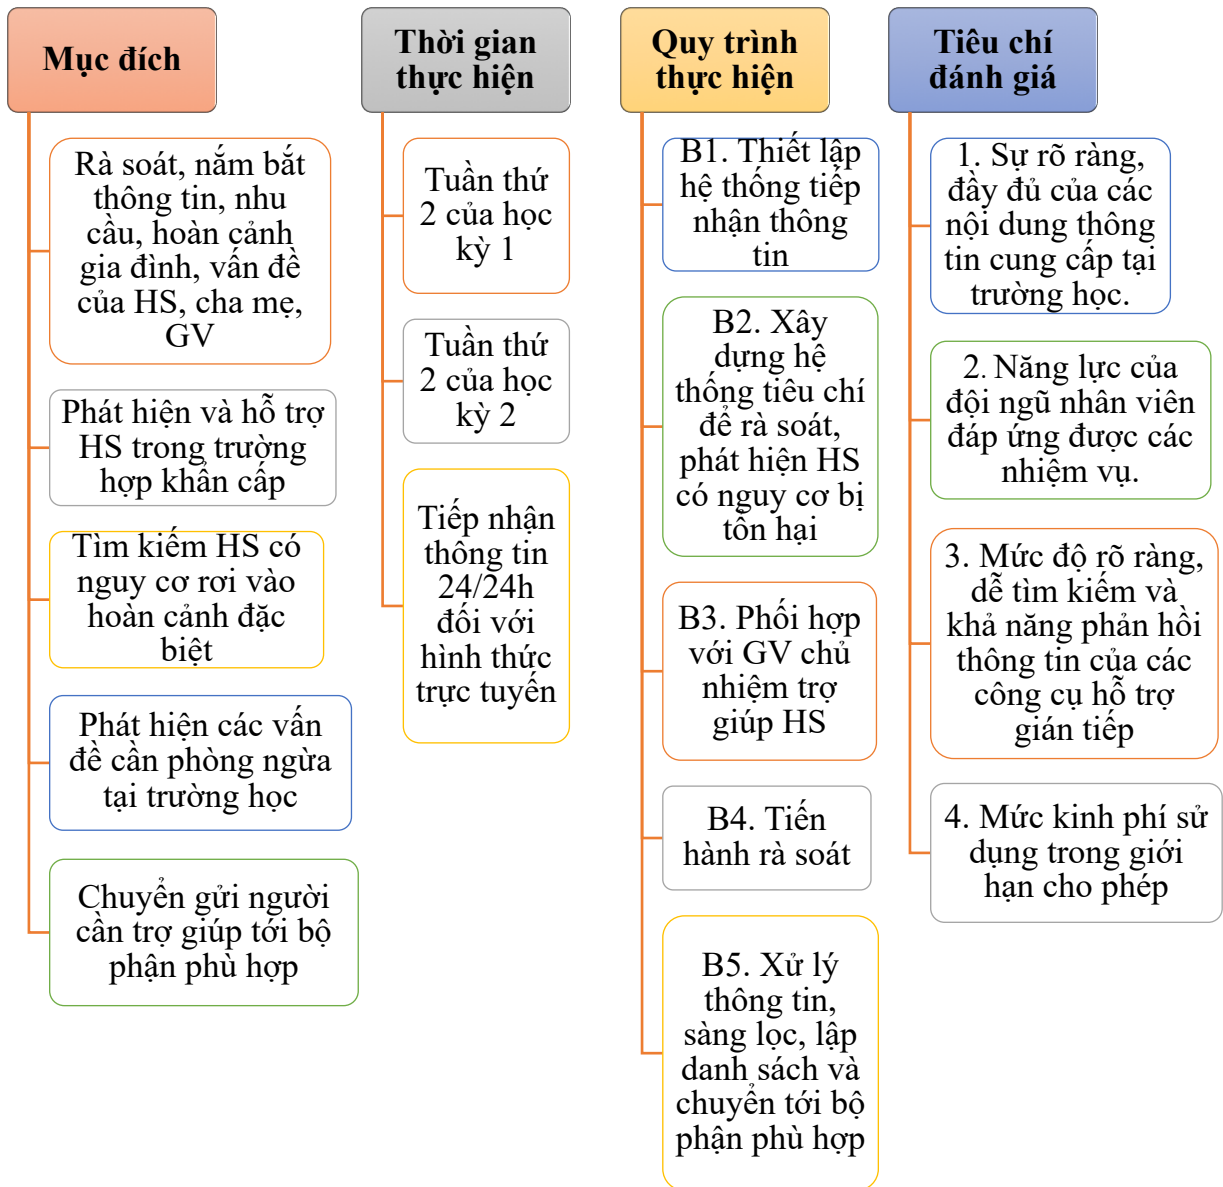 Mục đích
Rà soát, nắm bắt
thông tin, nhu
cầu, hoàn cảnh
gia đình, vấn đề
của HS, cha mẹ,
GV
Phát hiện và hỗ trợ
HS trong trường
hợp khẩn cấp
Tìm kiếm HS có
nguy cơ rơi vào
hoàn cảnh đặc
biệt
Phát hiện các vấn
đề cần phòng ngừa
tại trường học
Chuyển gửi người
cần trợ giúp tới bộ
phận phù hợp
Thời gian
thực hiện
Tuần thứ
2 của học
kỳ 1
Tuần thứ
2 của học
kỳ 2
Tiếp nhận
thông tin
24/24h
đối với
hình thức
trực tuyến
Quy trình
thực hiện
B1. Thiết lập
hệ thống tiếp
nhận thông
tin
B2. Xây
dựng hệ
thống tiêu chí
để rà soát,
phát hiện HS
có nguy cơ bị
tổn hại
B3. Phối hợp
với GV chủ
nhiệm trợ
giúp HS
B4. Tiến
hành rà soát
B5. Xử lý
thông tin,
sàng lọc, lập
danh sách và
chuyển tới bộ
phận phù hợp
Tiêu chí
đánh giá
1. Sự rõ ràng,
đầy đủ của các
nội dung thông
tin cung cấp tại
trường học.
2. Năng lực của
đội ngũ nhân viên
đáp ứng được các
nhiệm vụ.
3. Mức độ rõ ràng,
dễ tìm kiếm và
khả năng phản hồi
thông tin của các
công cụ hỗ trợ
gián tiếp
4. Mức kinh phí sử
dụng trong giới
hạn cho phép